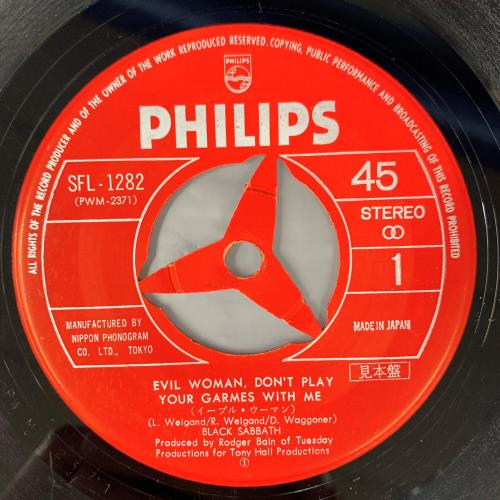 ALL RIGHTS OF THE RECORD PRODUCER AND OF THE OWNER OF THE WORK REPRODUCED RESERVED. COPYING, PUBLIC PERFORMANCE AND BROADCASTING OF THIS RECORD PROHIBITED
PHILIPS
PHILIPS
SFL-1282
(PWM-2371)
45
STEREO
1
MANUFACTURED BY
NIPPON PHONOGRAM
CO. LTD., TOKYO
MADE IN JAPAN
EVIL WOMAN, DON'T PLAY
YOUR GARMES WITH ME
(イーブル・ウーマン)
(L. Weigand/R. Weigand/D. Waggoner)
BLACK SABBATH
Produced by Rodger Bain of Tuesday
Productions for Tony Hall Productions
①
見本盤